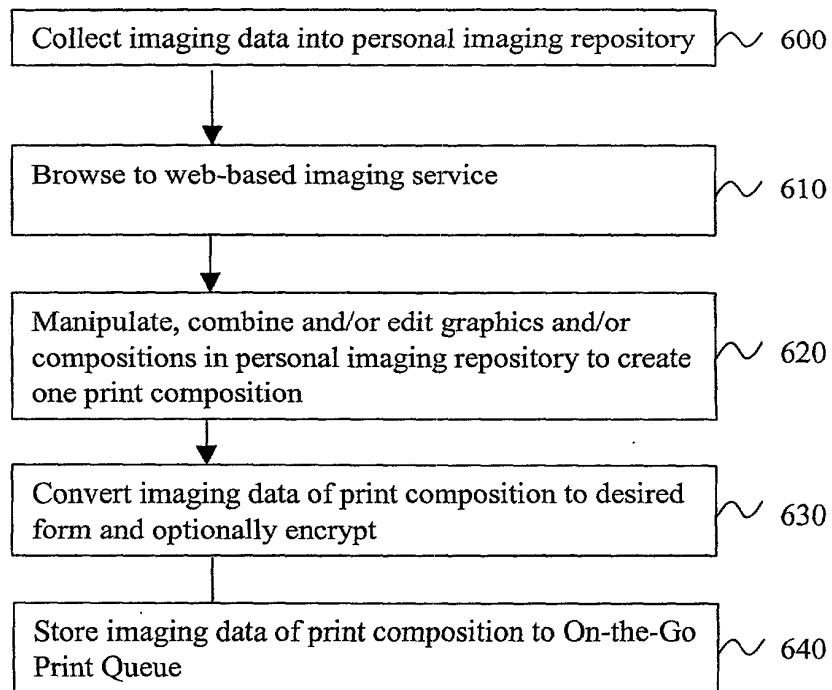 Collect imaging data into personal imaging repository 600
Browse to web-based imaging service 610
Manipulate, combine and/or edit graphics and/or
compositions in personal imaging repository to create 620
one print composition
Convert imaging data of print composition to desired 630
form and optionally encrypt
Store imaging data of print composition to On-the-Go 640
Print Queue